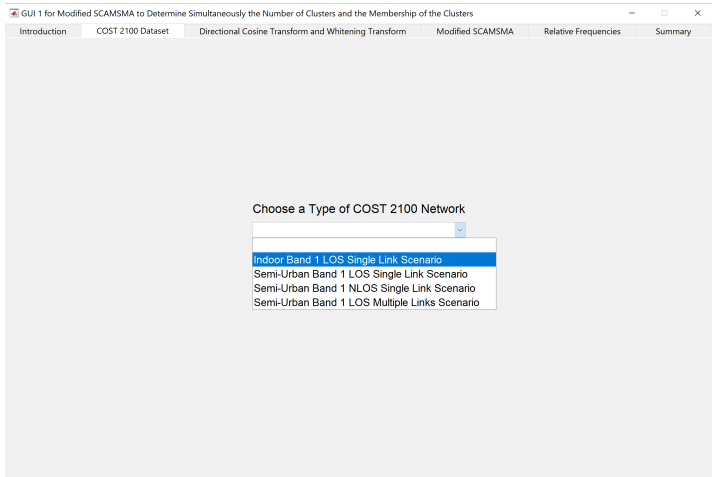 GUI 1 for Modified SCAMSMA to Determine Simultaneously the Number of Clusters and the Membership of the Clusters
Introduction COST 2100 Dataset Directional Cosine Transform and Whitening Transform Modified SCAMSMA Relative Frequencies Summary
Choose a Type of COST 2100 Network
Indoor Band 1 LOS Single Link Scenario
Semi-Urban Band 1 LOS Single Link Scenario
Semi-Urban Band 1 NLOS Single Link Scenario
Semi-Urban Band 1 LOS Multiple Links Scenario